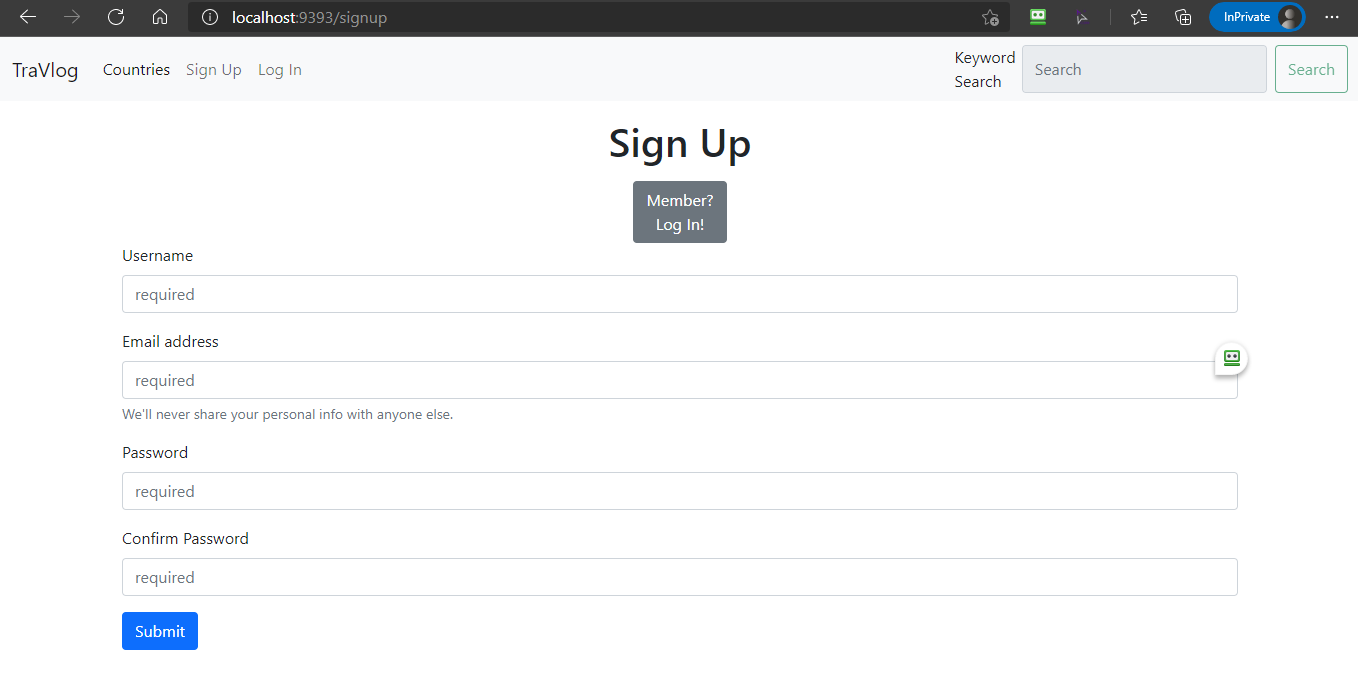 localhost:9393/signup
InPrivate
TraVlog Countries Sign Up Log In
Keyword
Search
Search
Search
Sign Up
Member?
Log In!
Username
required
Email address
required
We'll never share your personal info with anyone else.
Password
required
Confirm Password
required
Submit